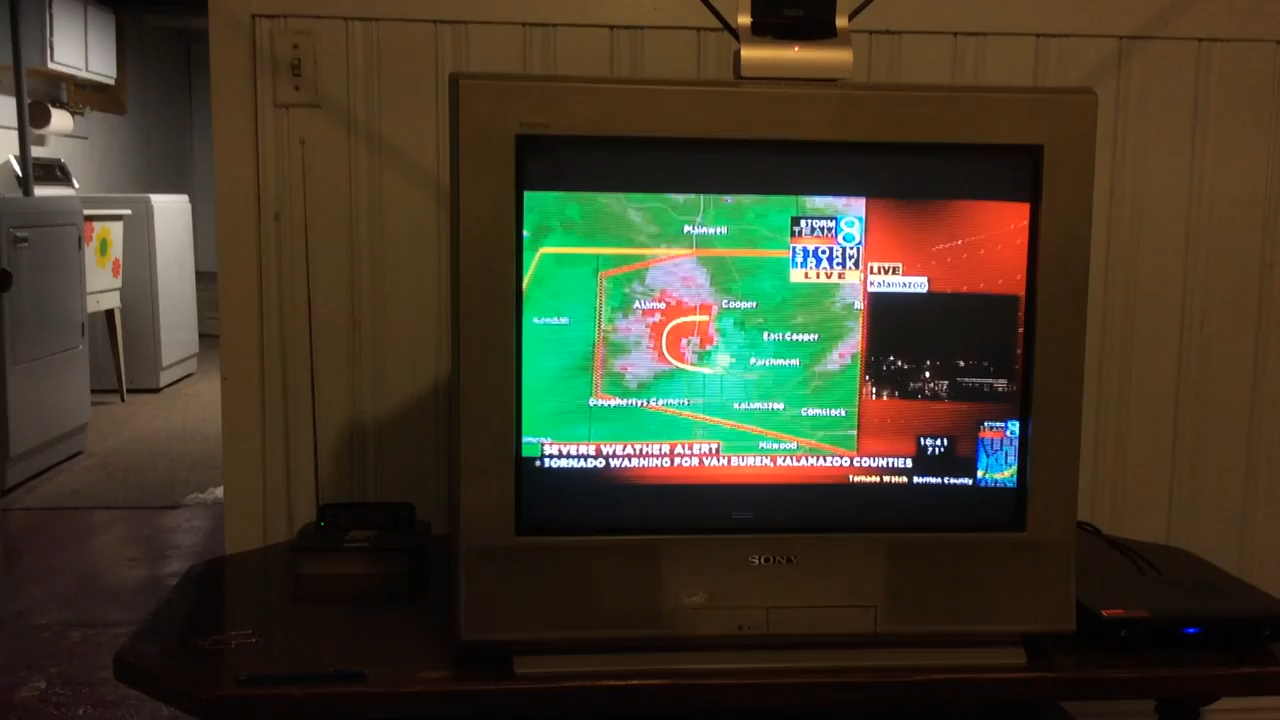 Plainwell
STORM
TEAM 8
STORM
TRACK
LIVE
LIVE
Kalamazoo
Alamo
Cooper
East Cooper
Parchment
Daughertys Corners
Kalamazoo
Comstock
Milwood
10:41
71°
SEVERE WEATHER ALERT
TORNADO WARNING FOR VAN BUREN, KALAMAZOO COUNTIES
Tornado Watch Berrien County
SONY